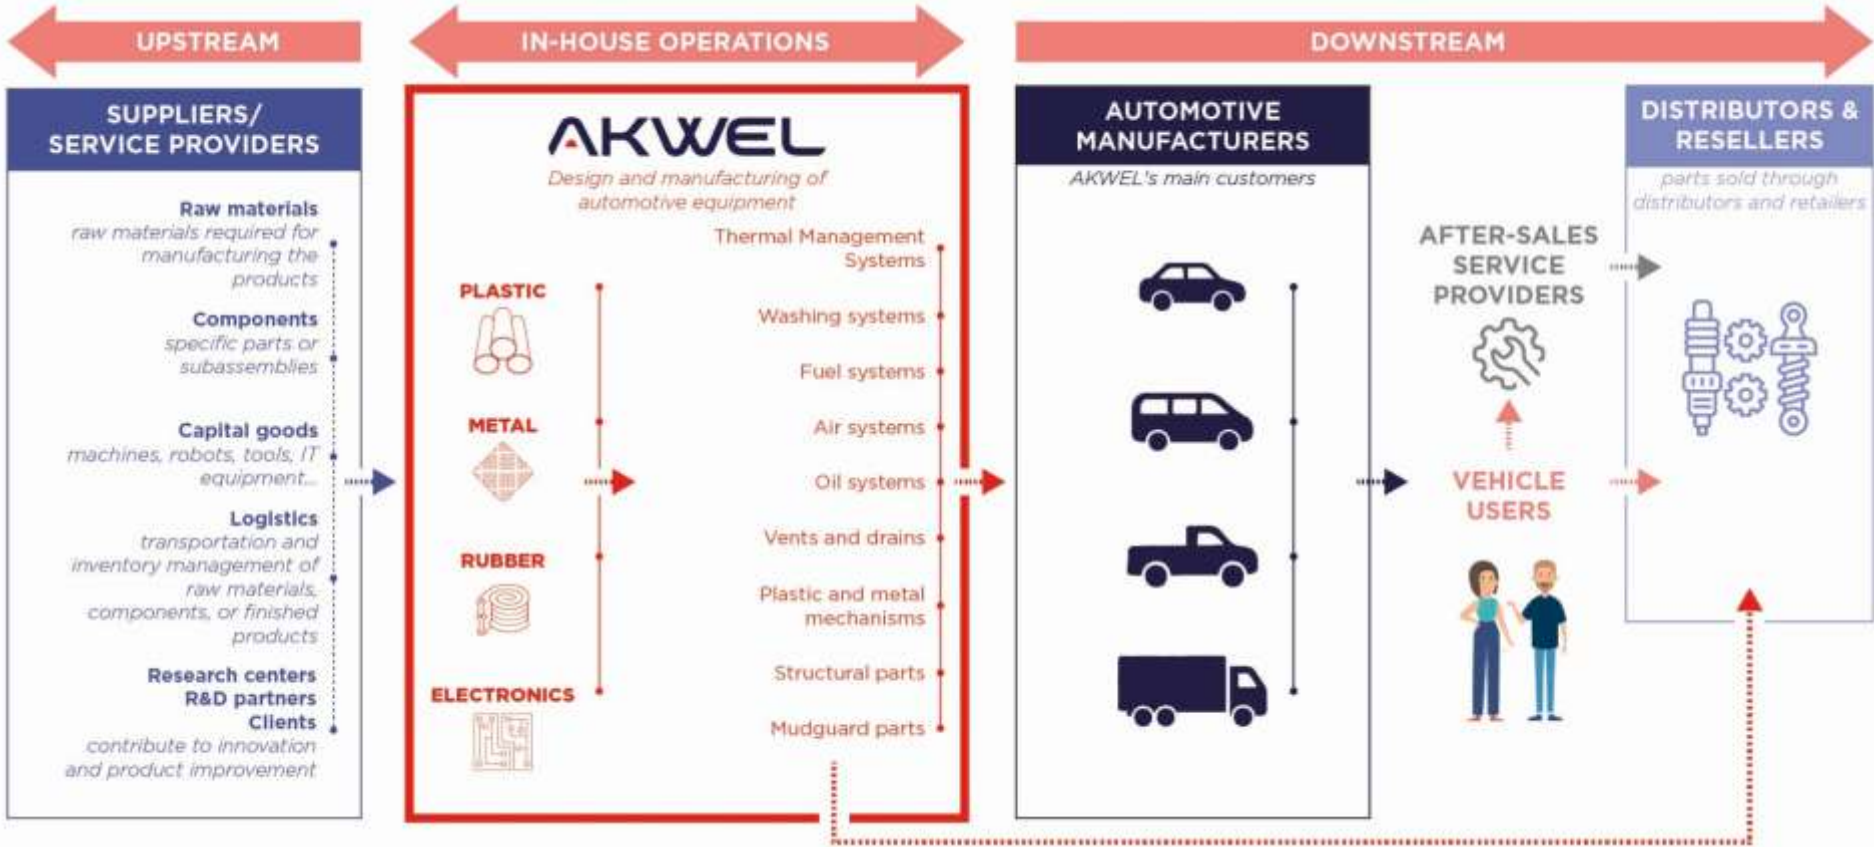 UPSTREAM
IN-HOUSE OPERATIONS
DOWNSTREAM
SUPPLIERS/
SERVICE PROVIDERS
Raw materials
raw materials required for
manufacturing the
products
Components
specific parts or
subassemblies
Capital goods
machines, robots, tools, IT
equipment...
Logistics
transportation and
inventory management of
raw materials,
components, or finished
products
Research centers
R&D partners
Clients
contribute to innovation
and product improvement
AKWEL
Design and manufacturing of
automotive equipment
PLASTIC
METAL
RUBBER
ELECTRONICS
Thermal Management
Systems
Washing systems
Fuel systems
Air systems
Oil systems
Vents and drains
Plastic and metal
mechanisms
Structural parts
Mudguard parts
AUTOMOTIVE
MANUFACTURERS
AKWEL's main customers
AFTER-SALES
SERVICE
PROVIDERS
VEHICLE
USERS
DISTRIBUTORS &
RESELLERS
parts sold through
distributors and retailers